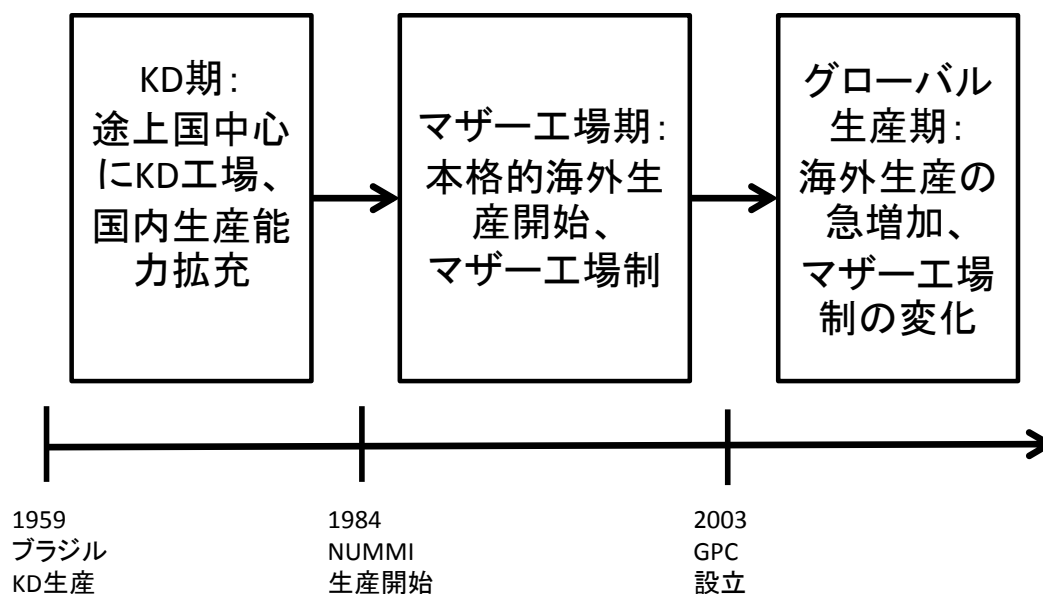 KD期：
途上国中心
にKD工場、
国内生産能
力拡充
マザー工場期：
本格的海外生
産開始、
マザー工場制
グローバル
生産期：
海外生産の
急増加、
マザー工場
制の変化
1959
ブラジル
KD生産
1984
NUMMI
生産開始
2003
GPC
設立